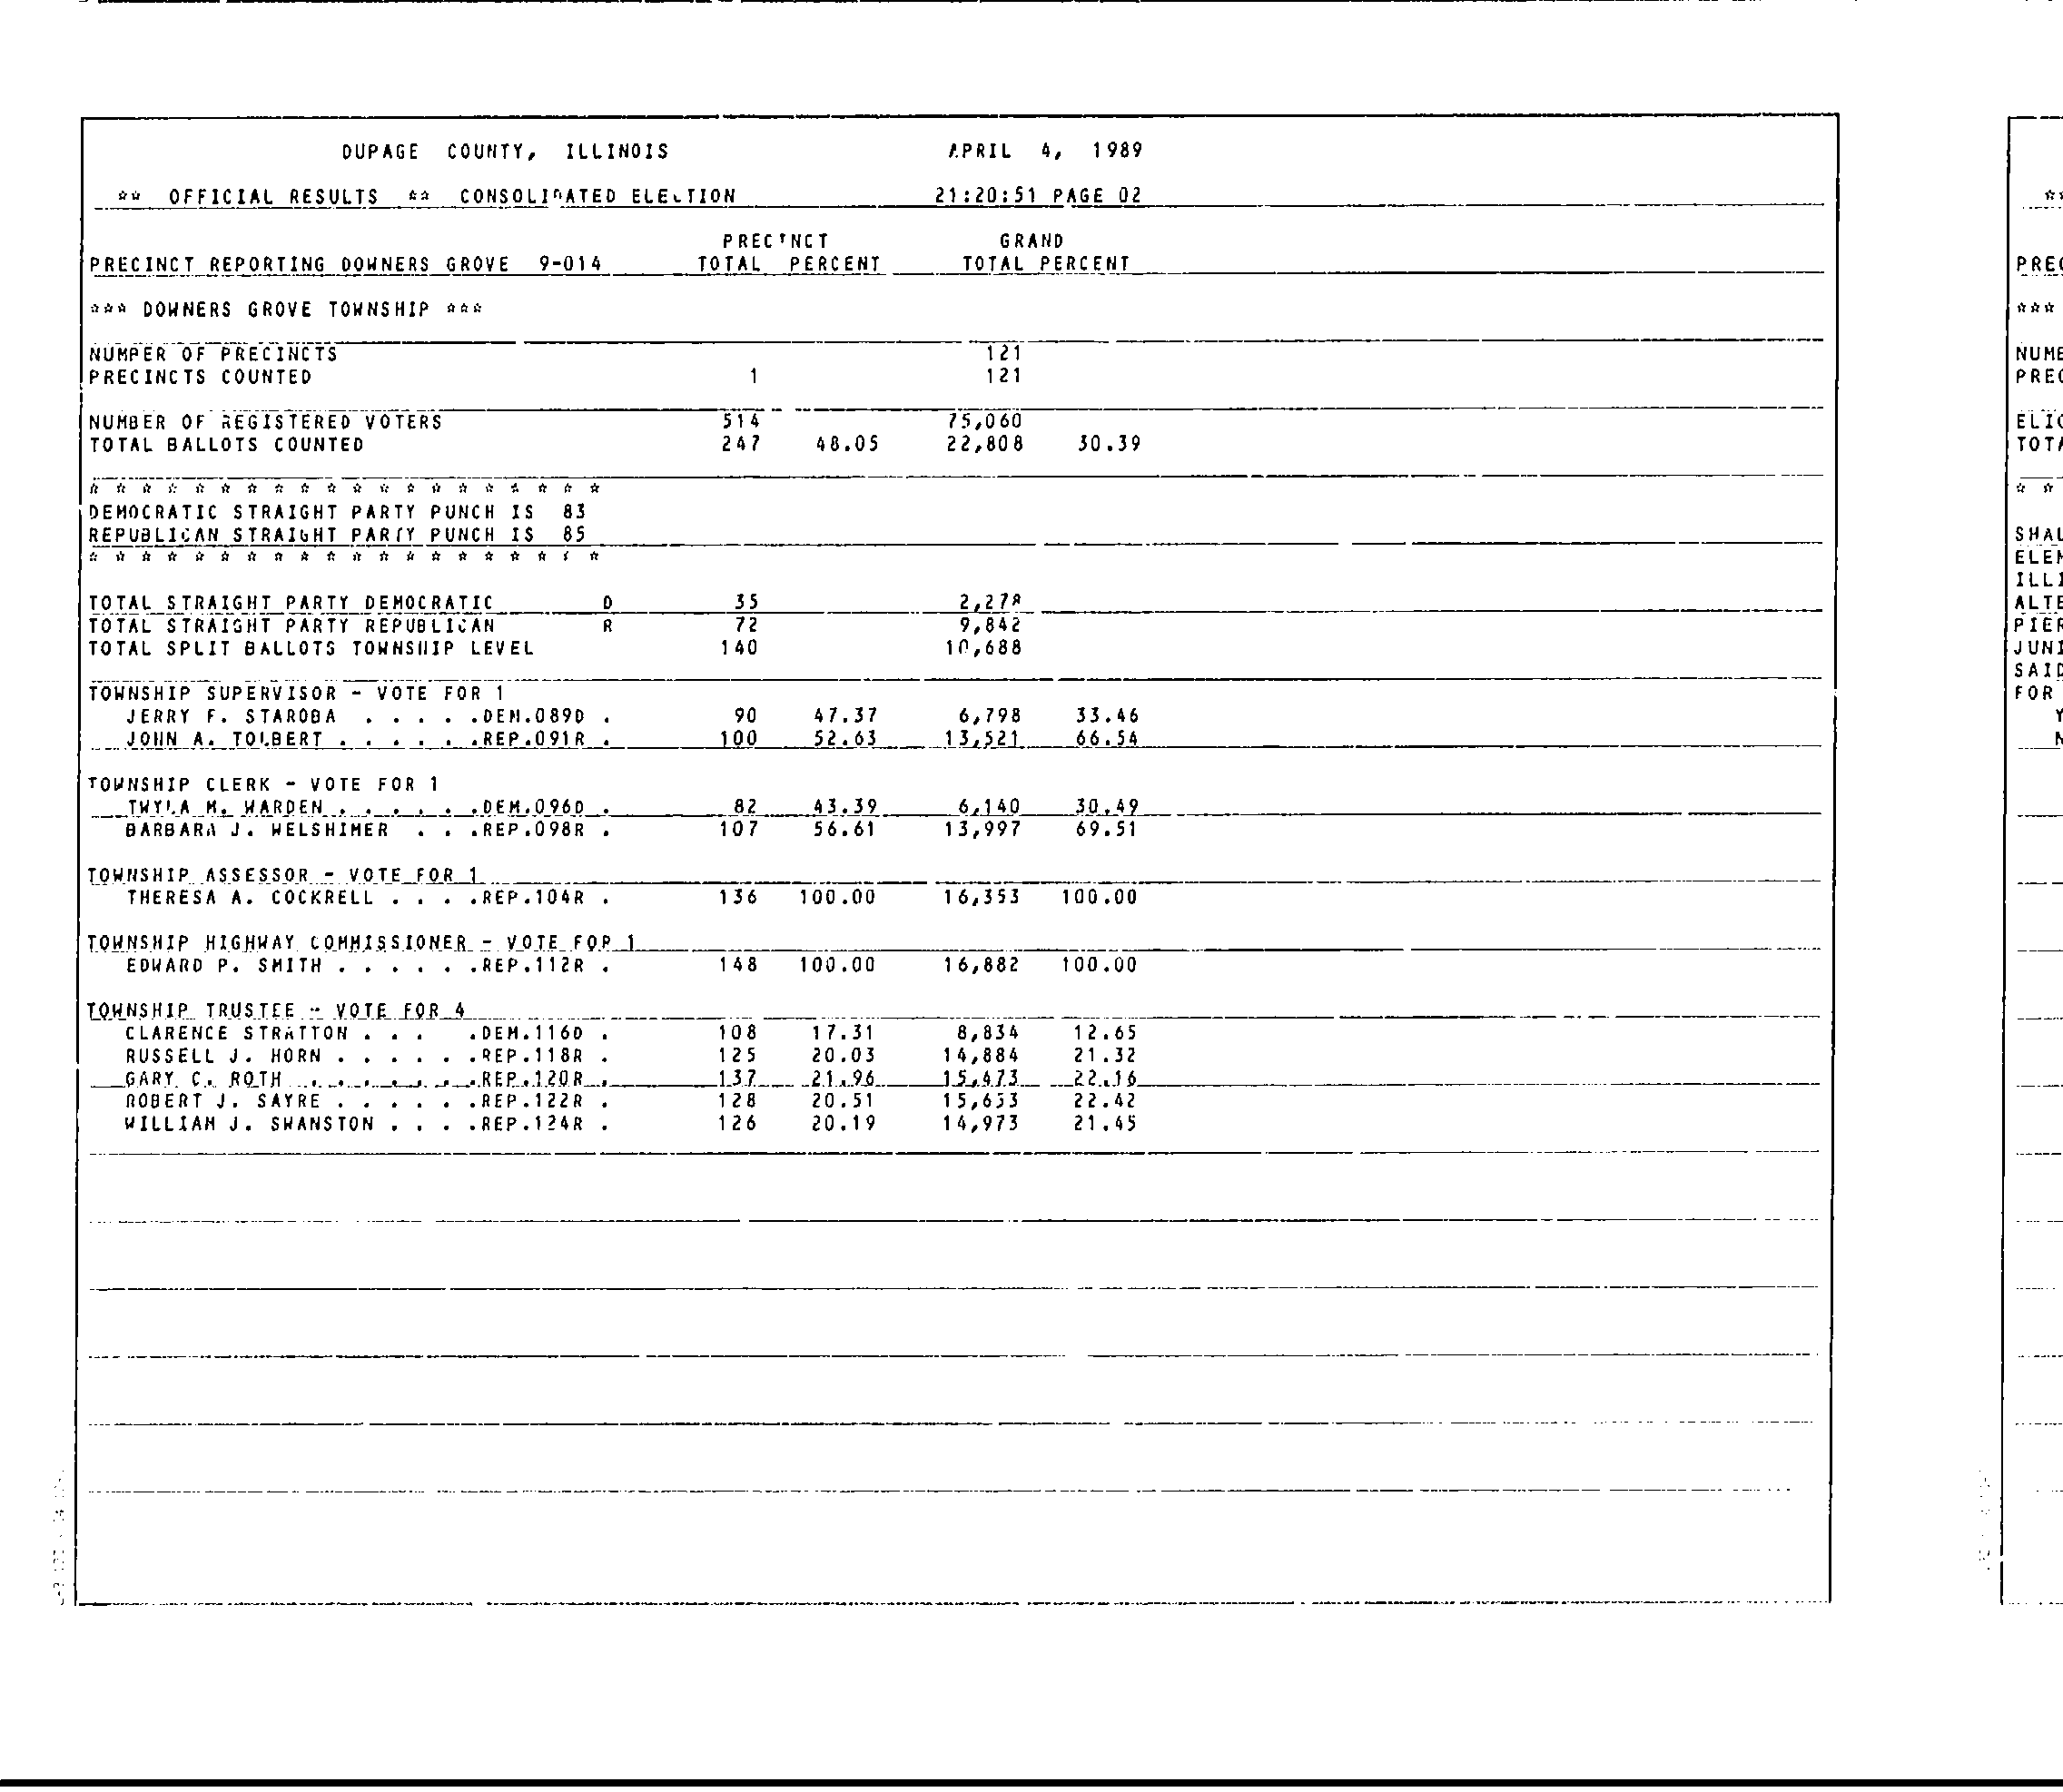 DUPAGE COUNTY, ILLINOIS APRIL 4, 1989
** OFFICIAL RESULTS ** CONSOLIDATED ELECTION 21:20:51 PAGE 02
PRECINCT GRAND
PRECINCT REPORTING DOWNERS GROVE 9-014 TOTAL PERCENT TOTAL PERCENT
*** DOWNERS GROVE TOWNSHIP ***
NUMBER OF PRECINCTS 121
PRECINCTS COUNTED 1 121
NUMBER OF REGISTERED VOTERS 514 75,060
TOTAL BALLOTS COUNTED 247 48.05 22,808 30.39
* * * * * * * * * * * * * * * * * * * *
DEMOCRATIC STRAIGHT PARTY PUNCH IS 83
REPUBLICAN STRAIGHT PARTY PUNCH IS 85
* * * * * * * * * * * * * * * * * * * *
TOTAL STRAIGHT PARTY DEMOCRATIC D 35 2,278
TOTAL STRAIGHT PARTY REPUBLICAN R 72 9,842
TOTAL SPLIT BALLOTS TOWNSHIP LEVEL 140 10,688
TOWNSHIP SUPERVISOR - VOTE FOR 1
JERRY F. STAROBA . . . . .DEM.089D . 90 47.37 6,798 33.46
JOHN A. TOLBERT . . . . . .REP.091R . 100 52.63 13,521 66.54
TOWNSHIP CLERK - VOTE FOR 1
TWYLA M. WARDEN . . . . . .DEM.096D . 82 43.39 6,140 30.49
BARBARA J. WELSHIMER . . .REP.098R . 107 56.61 13,997 69.51
TOWNSHIP ASSESSOR - VOTE FOR 1
THERESA A. COCKRELL . . . .REP.104R . 136 100.00 16,353 100.00
TOWNSHIP HIGHWAY COMMISSIONER - VOTE FOR 1
EDWARD P. SMITH . . . . . .REP.112R . 148 100.00 16,882 100.00
TOWNSHIP TRUSTEE - VOTE FOR 4
CLARENCE STRATTON . . . .DEM.116D . 108 17.31 8,834 12.65
RUSSELL J. HORN . . . . . .REP.118R . 125 20.03 14,884 21.32
GARY C. ROTH . . . . . . . .REP.120R . 137 21.96 15,473 22.16
ROBERT J. SAYRE . . . . . .REP.122R . 128 20.51 15,653 22.42
WILLIAM J. SWANSTON . . . .REP.124R . 126 20.19 14,973 21.45
**
PREC
***
NUMB
PREC
ELIG
TOTA
* *
SHAL
ELEM
ILLI
ALTE
PIER
JUNI
SAID
FOR
Y
N